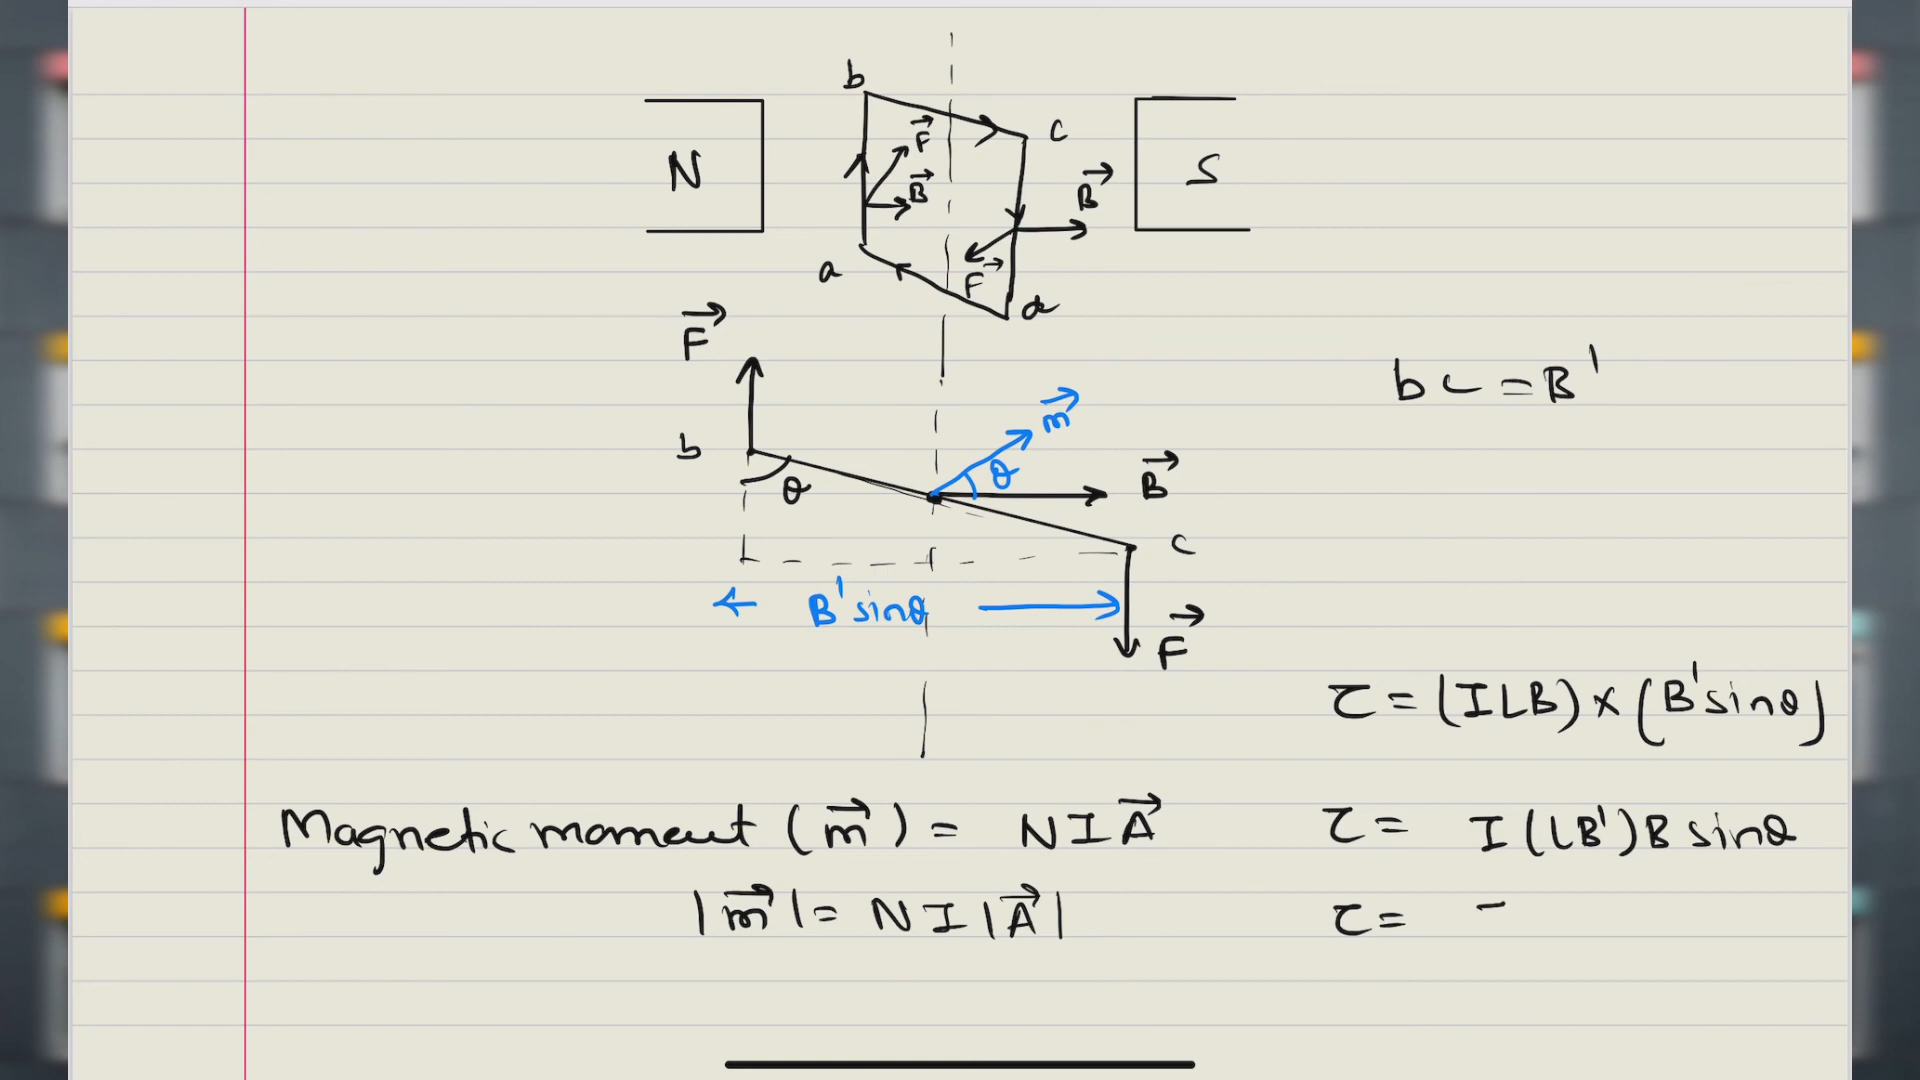 b
c
N
S
F⃗
B⃗
B⃗
a
F⃗
d
F⃗
bc = B'
m⃗
b
θ
B⃗
θ
c
B' sinθ
F⃗
τ = (ILB) × (B' sinθ)
Magnetic moment (m⃗) = NIA⃗
τ = I(LB')B sinθ
|m⃗| = NI|A⃗|
τ =